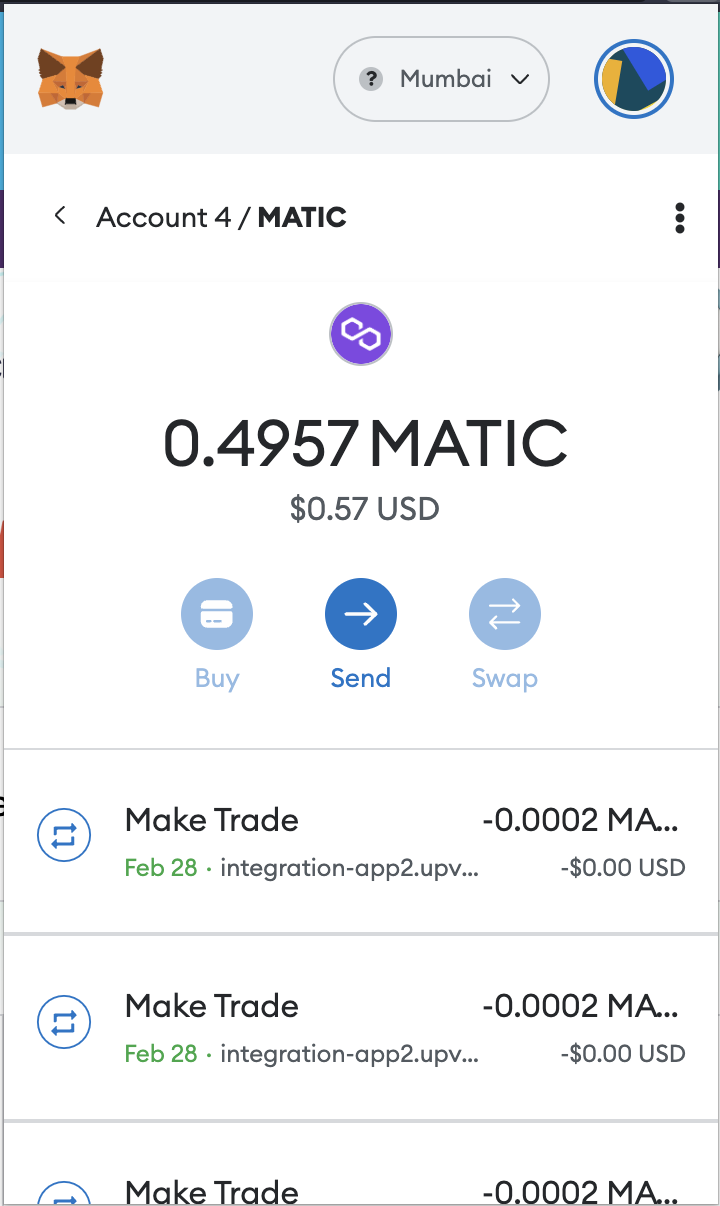 ? Mumbai
Account 4 / MATIC
0.4957 MATIC
$0.57 USD
Buy Send Swap
Make Trade -0.0002 MA...
Feb 28 · integration-app2.upv... -$0.00 USD
Make Trade -0.0002 MA...
Feb 28 · integration-app2.upv... -$0.00 USD
Make Trade -0.0002 MA...